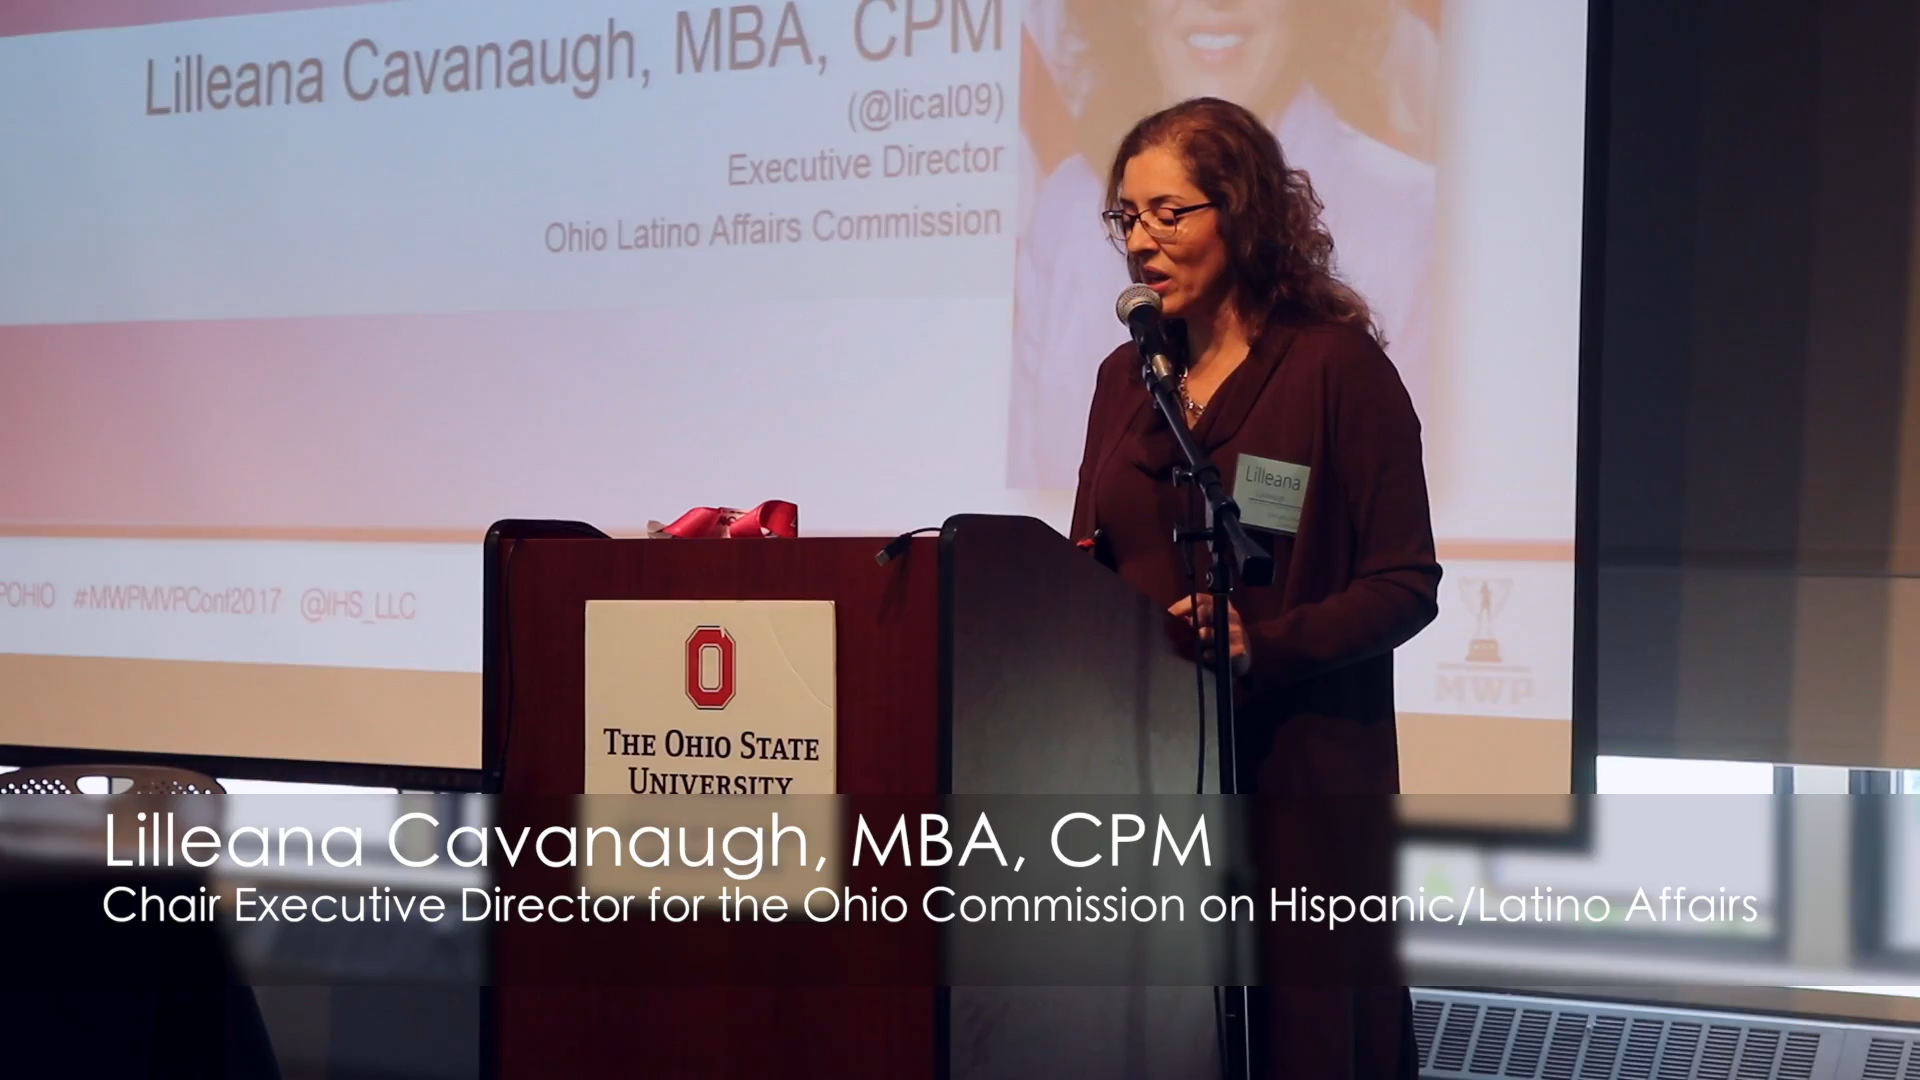 Lilleana Cavanaugh, MBA, CPM
(@lical09)
Executive Director
Ohio Latino Affairs Commission
Lilleana
POHIO #MWPMVPConf2017 @IHS_LLC
MWP
THE OHIO STATE
UNIVERSITY
Lilleana Cavanaugh, MBA, CPM
Chair Executive Director for the Ohio Commission on Hispanic/Latino Affairs